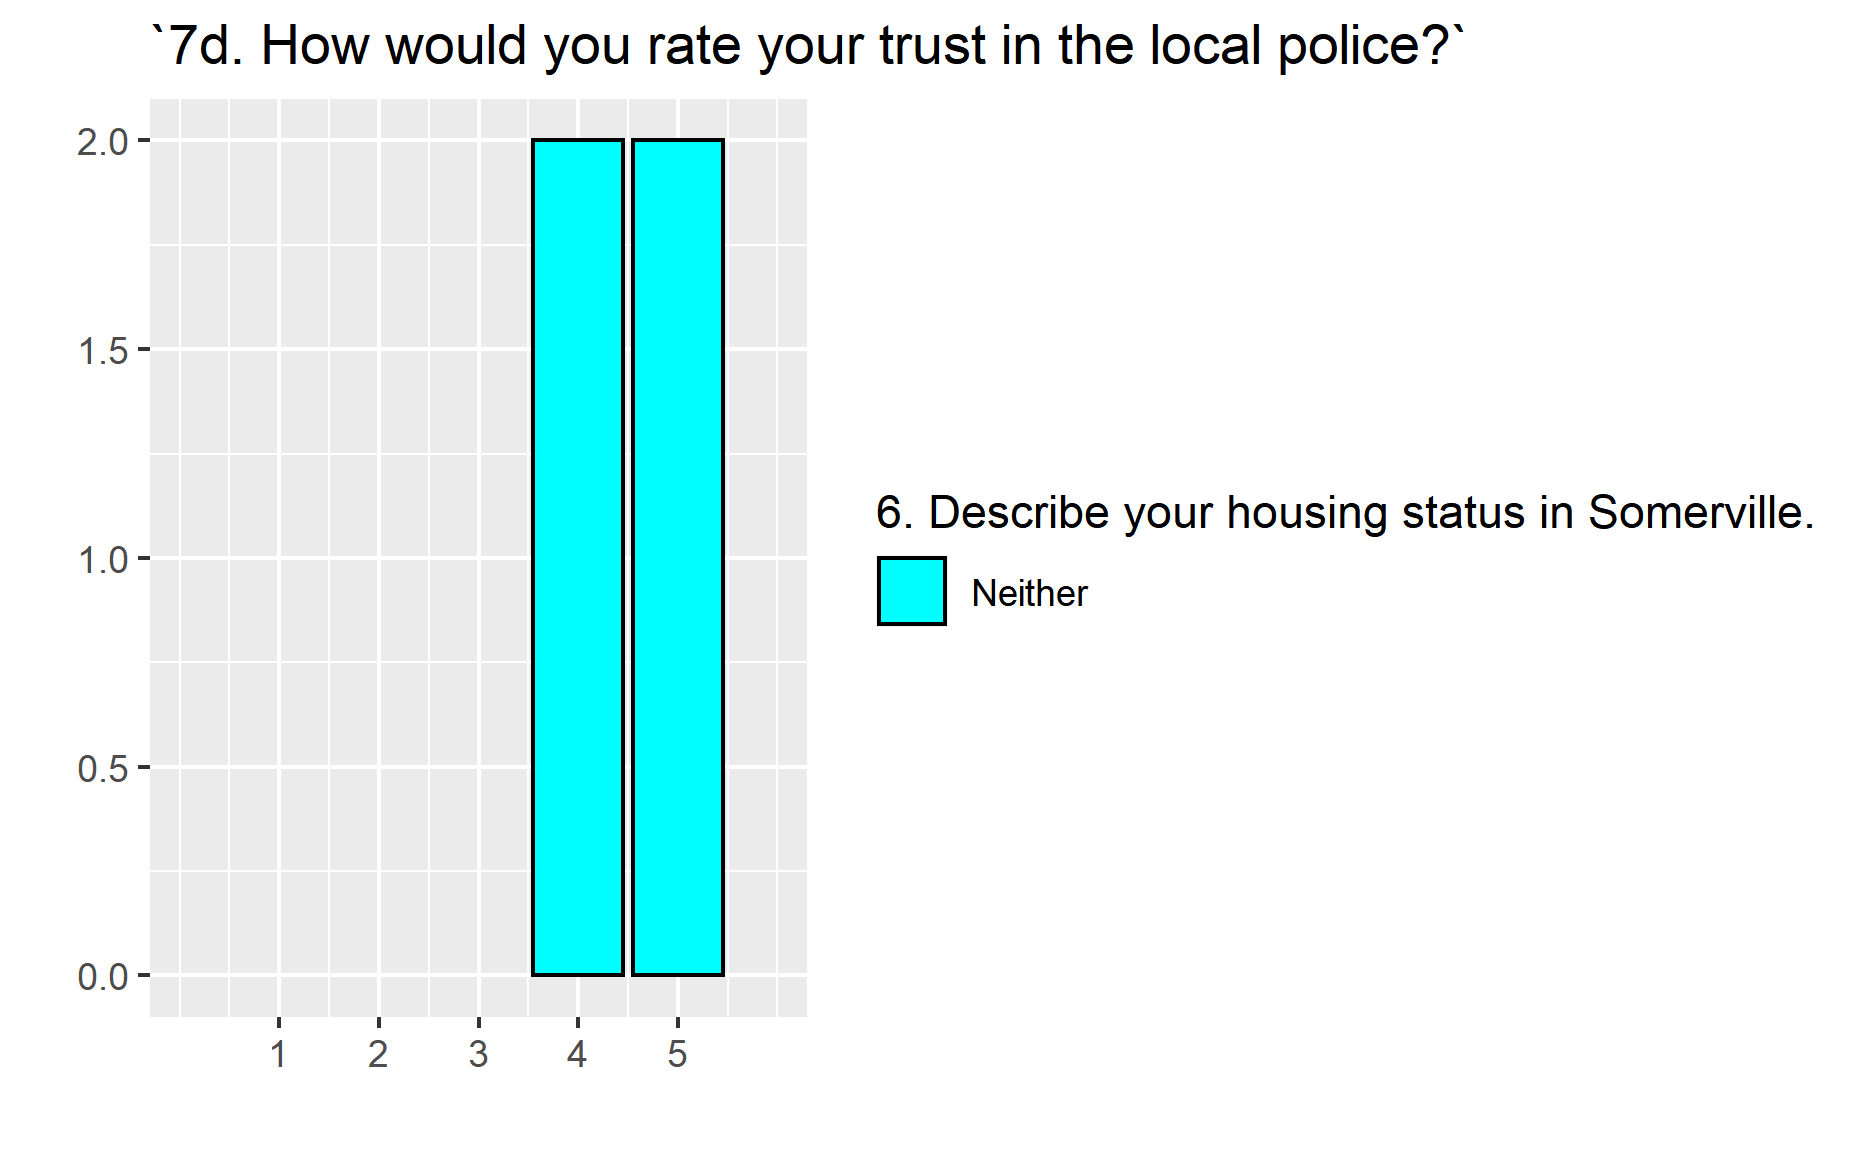 `7d. How would you rate your trust in the local police?`
2.0
1.5
1.0
0.5
0.0
1 2 3 4 5
6. Describe your housing status in Somerville.
Neither